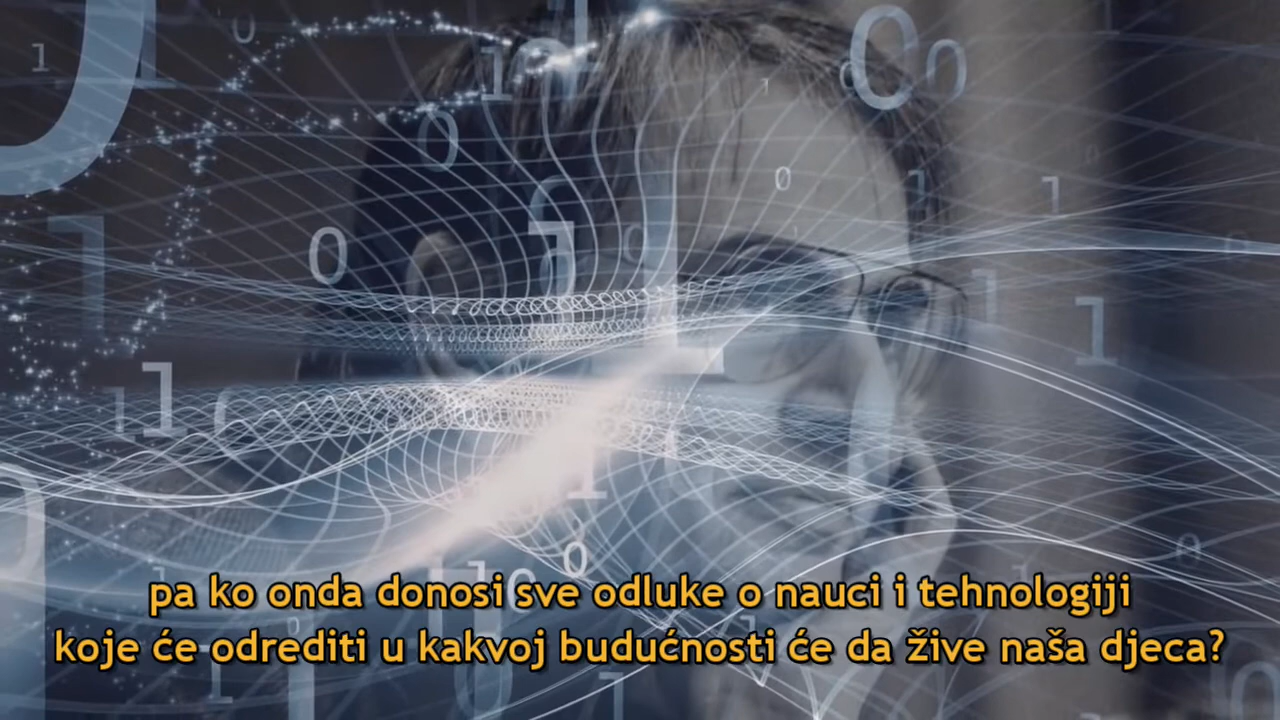 pa ko onda donosi sve odluke o nauci i tehnologiji
koje će odrediti u kakvoj budućnosti će da žive naša djeca?